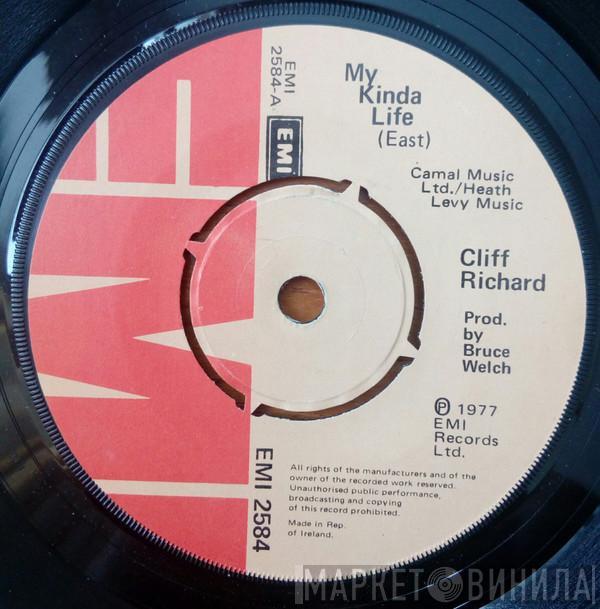 EMI
2584-A
EMI
My
Kinda
Life
(East)
Camal Music
Ltd./Heath
Levy Music
Cliff
Richard
Prod.
by
Bruce
Welch
Ⓟ 1977
EMI
Records
Ltd.
EMI 2584
All rights of the manufacturers and of the
owner of the recorded work reserved.
Unauthorised public performance,
broadcasting and copying
of this record prohibited.
Made in Rep.
of Ireland.
EMI
МАРКЕТ ВИНИЛА